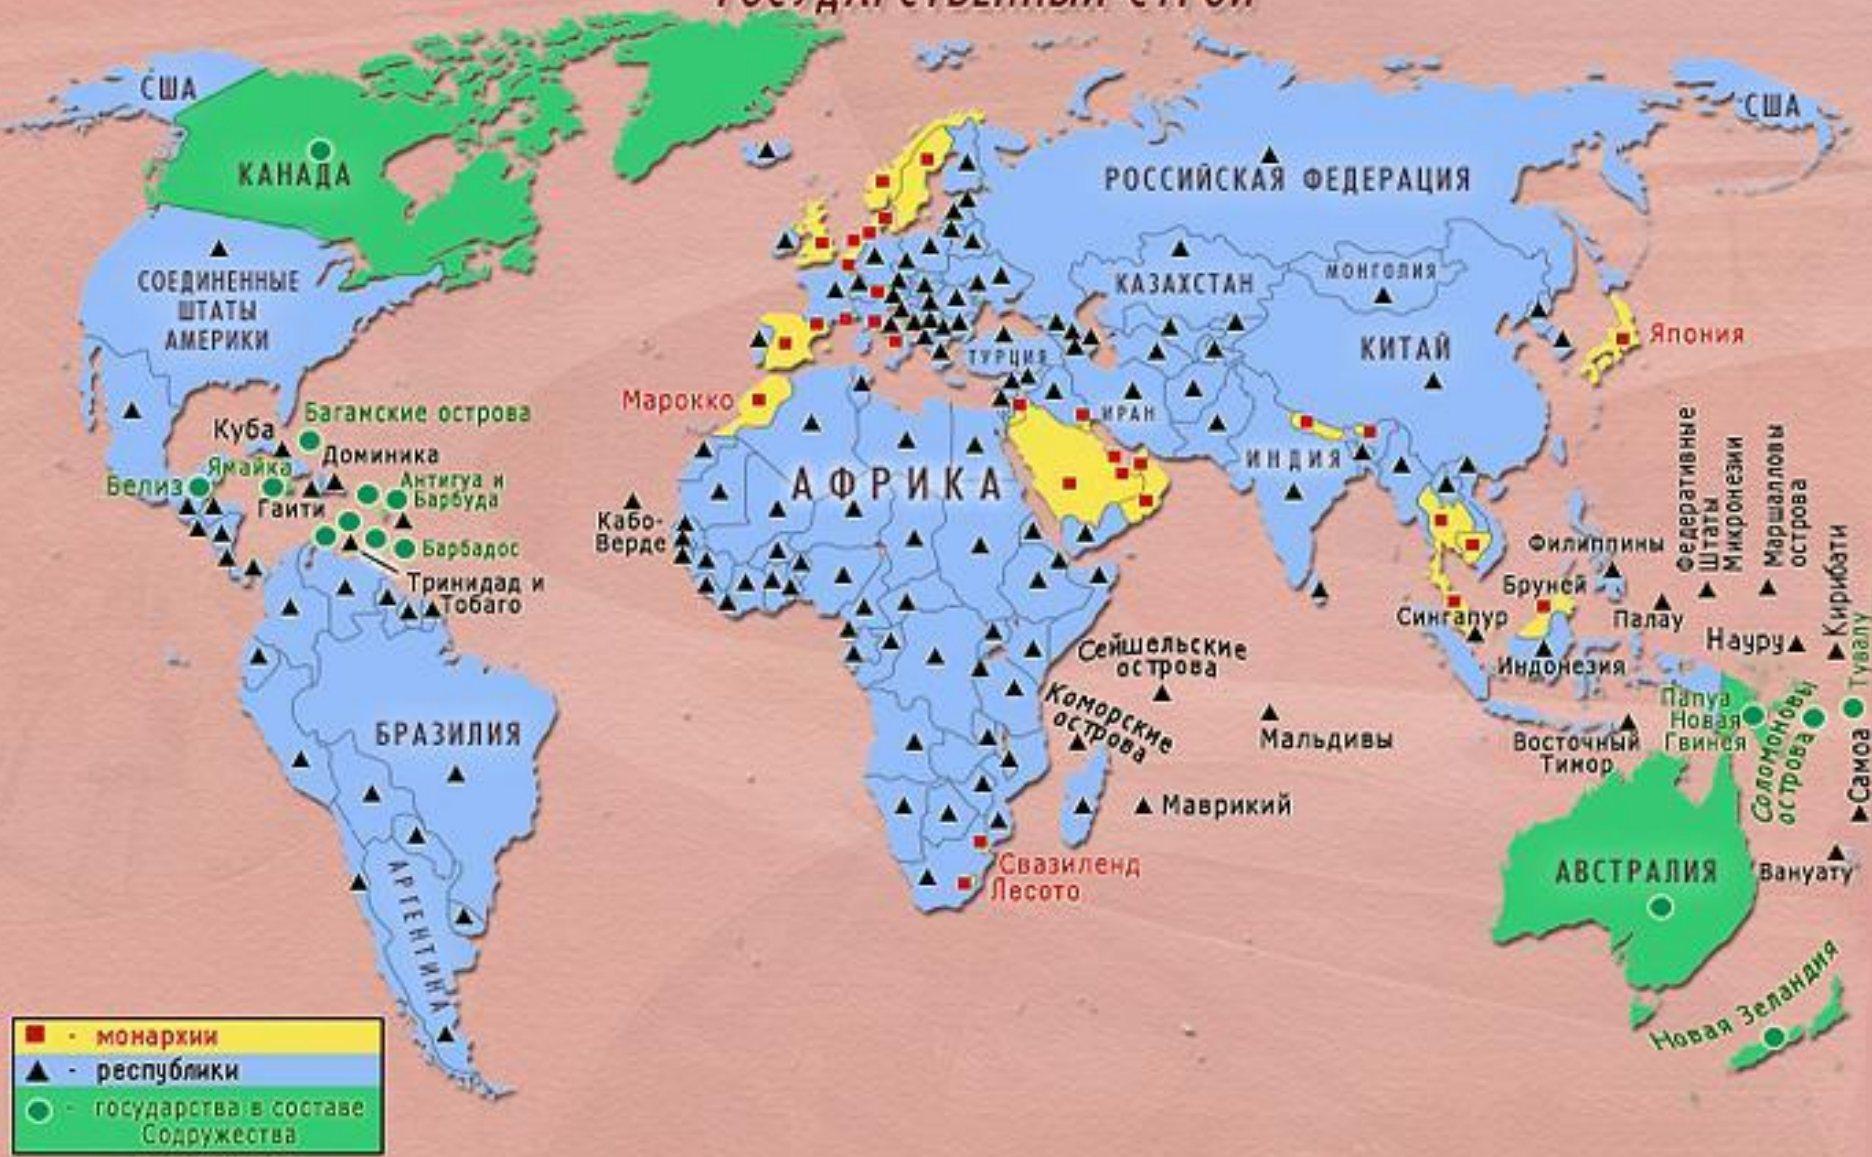 ГОСУДАРСТВЕННЫЙ СТРОЙ
США
КАНАДА
СОЕДИНЕННЫЕ
ШТАТЫ
АМЕРИКИ
РОССИЙСКАЯ ФЕДЕРАЦИЯ
США
КАЗАХСТАН
МОНГОЛИЯ
КИТАЙ
Япония
ТУРЦИЯ
ИРАН
ИНДИЯ
Марокко
АФРИКА
Куба
Багамские острова
Ямайка
Доминика
Белиз
Гаити
Антигуа и
Барбуда
Барбадос
Тринидад и
Тобаго
Кабо-
Верде
БРАЗИЛИЯ
АРГЕНТИНА
Сейшельские
острова
Коморские
острова
Мальдивы
Маврикий
Свазиленд
Лесото
Филиппины
Бруней
Сингапур
Индонезия
Палау
Федеративные
Штаты
Микронезии
Маршалловы
острова
Кирибати
Науру
Тувалу
Папуа
Новая
Гвинея
Соломоновы
острова
Восточный
Тимор
Самоа
АВСТРАЛИЯ
Вануату
Новая Зеландия
- монархии
- республики
- государства в составе
Содружества